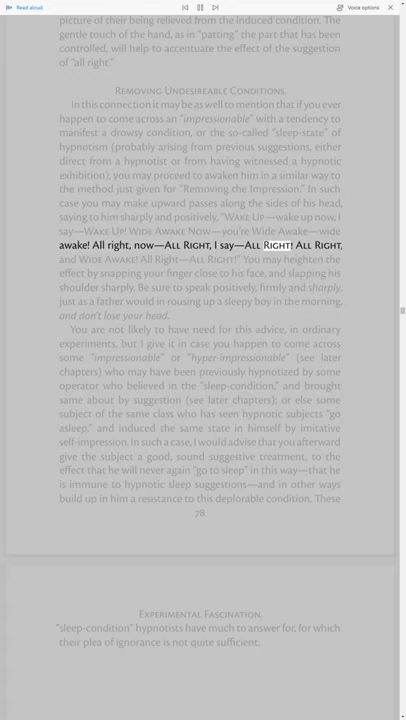 Read aloud
Voice options
picture of their being relieved from the induced condition. The
gentle touch of the hand, as in "patting" the part that has been
controlled, will help to accentuate the effect of the suggestion
of "all right."
Removing Undesireable Conditions.
In this connection is may be as well to mention that if you ever
happen to come across an "impressionable" with a tendency to
manifest a drowsy condition, or the so-called "sleep-state" of
hypnotism (probably arising from previous suggestions, either
direct from a hypnotist or from having witnessed a hypnotic
exhibition); you may proceed to awaken him in a similar way to
the method just given for "Removing the Impression." In such
case you may make upward passes along the sides of his head,
saying to him sharply and positively, "Wake Up—wake up now, I
say—Wake Up! Wide Awake Now—you're Wide Awake—wide
awake! All right, now—All Right, I say—All Right! All Right,
and Wide Awake! All Right—All Right!" You may heighten the
effect by snapping your finger close to his face, and slapping his
shoulder sharply. Be sure to speak positively, firmly and sharply,
just as a father would in rousing up a sleepy boy in the morning,
and don't lose your head.
You are not likely to have need for this advice, in ordinary
experiments, but I give it in case you happen to come across
some "impressionable" or "hyper-impressionable" (see later
chapters) who may have been previously hypnotized by some
operator who believed in the "sleep-condition," and brought
same about by suggestion (see later chapters); or else some
subject of the same class who has seen hypnotic subjects "go
asleep," and induced the same state in himself by imitative
self-impression. In such a case, I would advise that you afterward
give the subject a good, sound suggestive treatment, to the
effect that he will never again "go to sleep" in this way—that he
is immune to hypnotic sleep suggestions—and in other ways
build up in him a resistance to this deplorable condition. These
78
Experimental Fascination.
"sleep-condition" hypnotists have much to answer for, for which
their plea of ignorance is not quite sufficient.